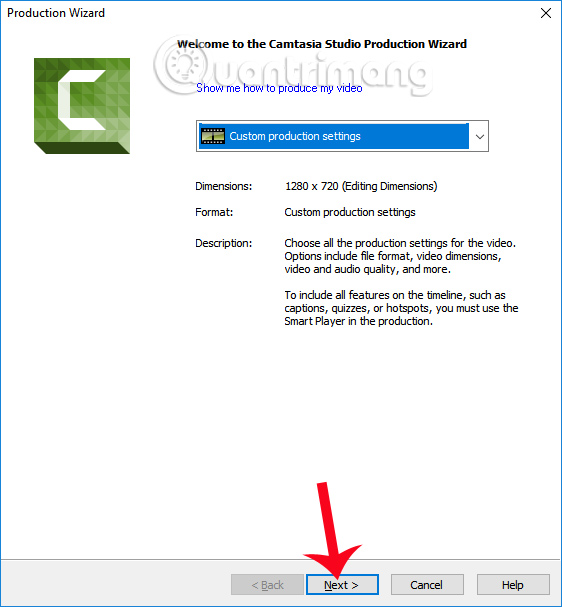 Production Wizard
Welcome to the Camtasia Studio Production Wizard
Quantrimang
Show me how to produce my video
Custom production settings
Dimensions: 1280 x 720 (Editing Dimensions)
Format: Custom production settings
Description: Choose all the production settings for the video.
Options include file format, video dimensions,
video and audio quality, and more.
To include all features on the timeline, such as
captions, quizzes, or hotspots, you must use the
Smart Player in the production.
< Back Next > Cancel Help